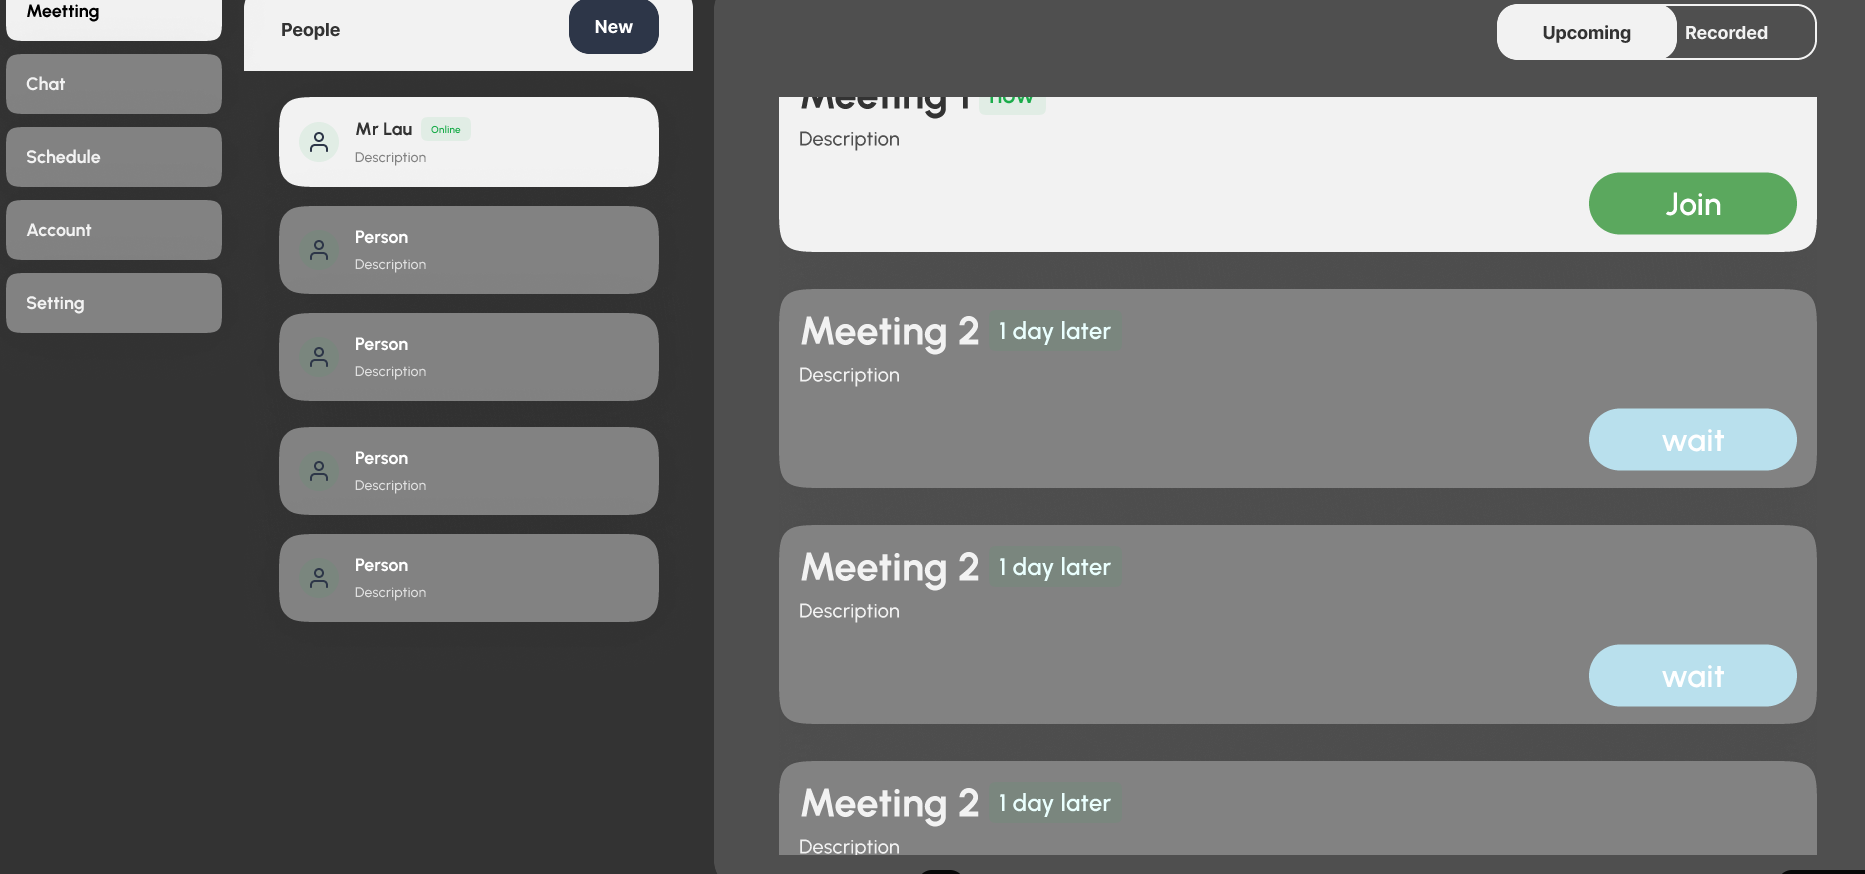 Meetting
Chat
Schedule
Account
Setting
People
New
Mr Lau
Online
Description
Person
Description
Person
Description
Person
Description
Person
Description
Upcoming
Recorded
Meeting 1
now
Description
Join
Meeting 2
1 day later
Description
wait
Meeting 2
1 day later
Description
wait
Meeting 2
1 day later
Description